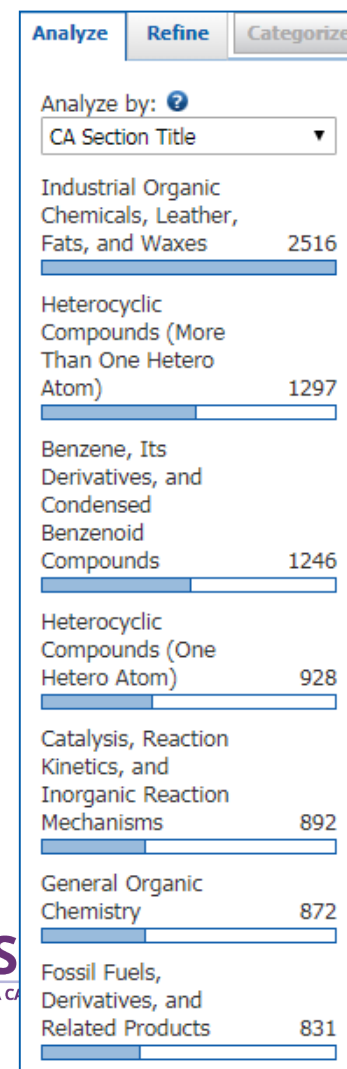 Analyze Refine Categorize
Analyze by: ?
CA Section Title
Industrial Organic
Chemicals, Leather,
Fats, and Waxes 2516
Heterocyclic
Compounds (More
Than One Hetero
Atom) 1297
Benzene, Its
Derivatives, and
Condensed
Benzenoid
Compounds 1246
Heterocyclic
Compounds (One
Hetero Atom) 928
Catalysis, Reaction
Kinetics, and
Inorganic Reaction
Mechanisms 892
General Organic
Chemistry 872
S
Fossil Fuels,
Derivatives, and
Related Products 831